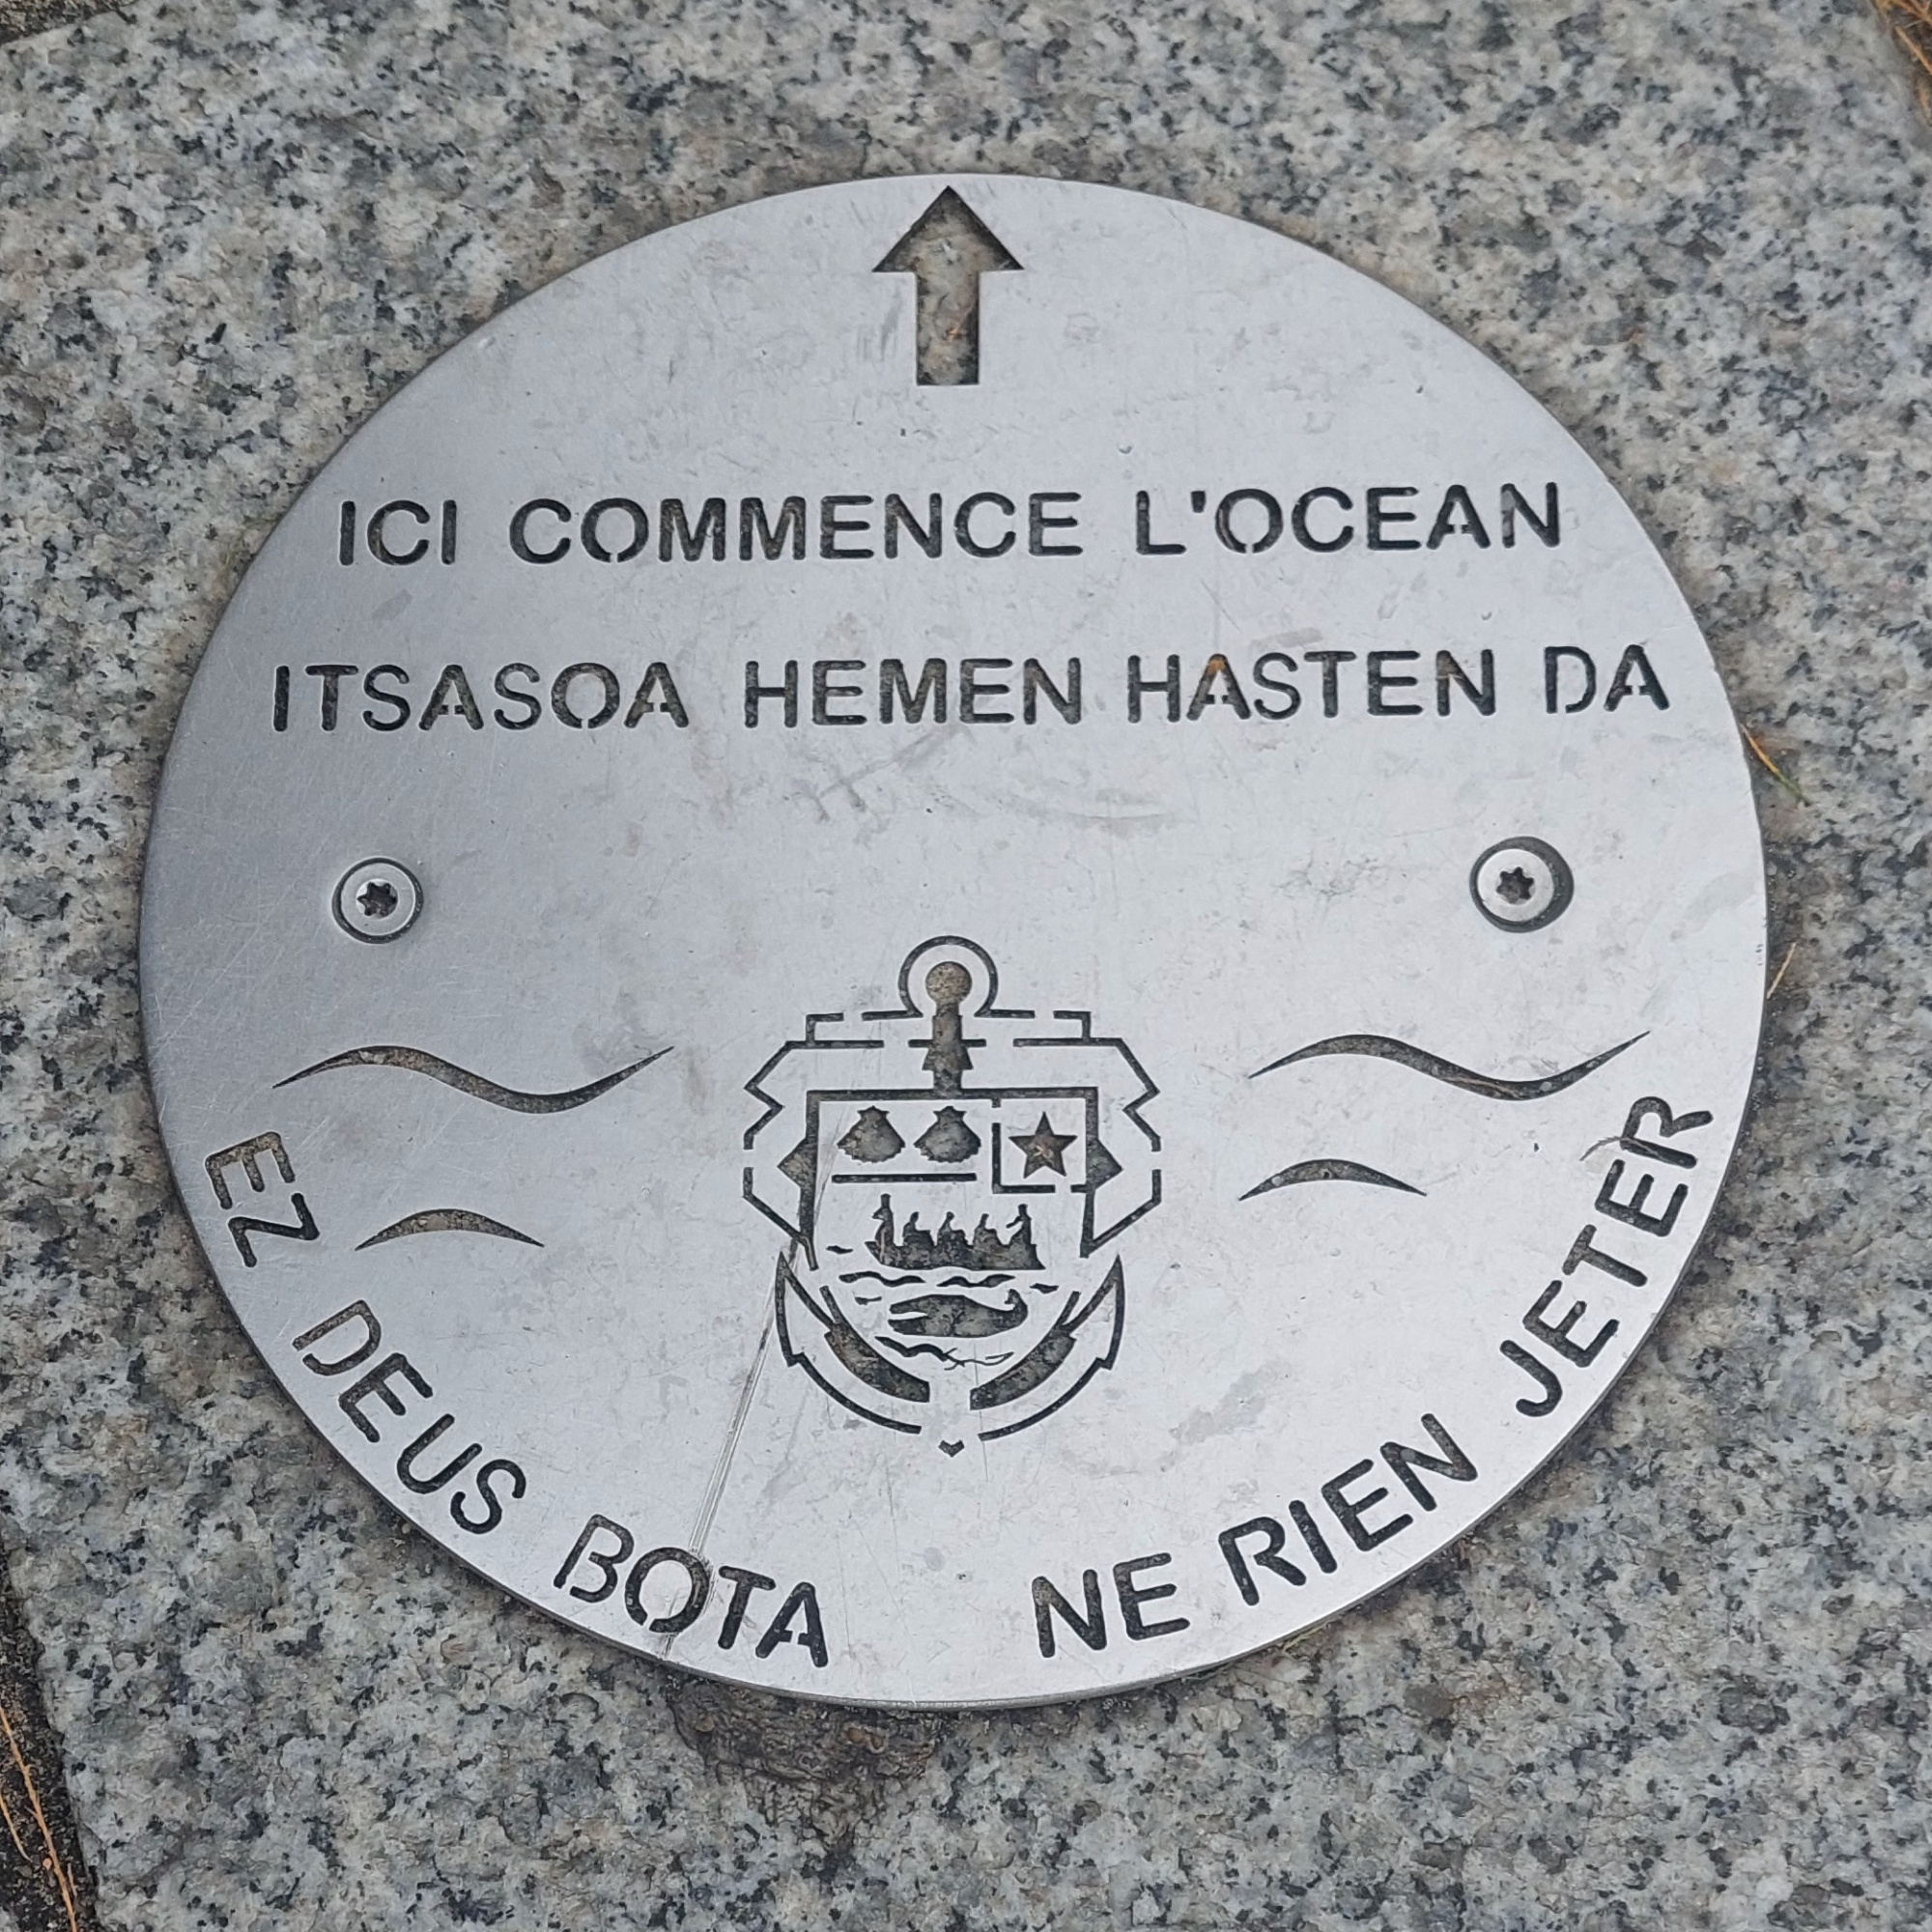 ICI COMMENCE L'OCEAN
ITSASOA HEMEN HASTEN DA
EZ DEUS BOTA
NE RIEN JETER